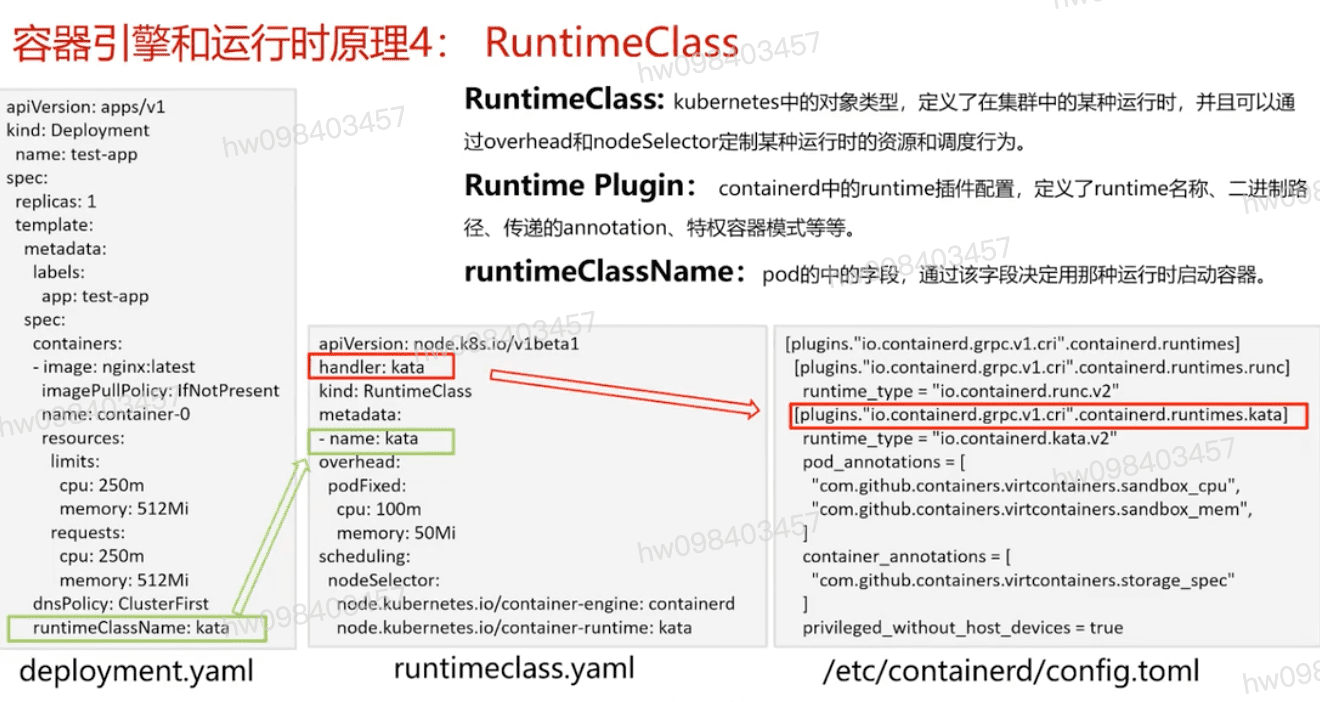 容器引擎和运行时原理4： RuntimeClass
RuntimeClass: kubernetes中的对象类型，定义了在集群中的某种运行时，并且可以通
过overhead和nodeSelector定制某种运行时的资源和调度行为。
Runtime Plugin： containerd中的runtime插件配置，定义了runtime名称、二进制路
径、传递的annotation、特权容器模式等等。
runtimeClassName： pod的中的字段，通过该字段决定用那种运行时启动容器。
apiVersion: apps/v1
kind: Deployment
name: test-app
spec:
replicas: 1
template:
metadata:
labels:
app: test-app
spec:
containers:
- image: nginx:latest
imagePullPolicy: IfNotPresent
name: container-0
resources:
limits:
cpu: 250m
memory: 512Mi
requests:
cpu: 250m
memory: 512Mi
dnsPolicy: ClusterFirst
runtimeClassName: kata
deployment.yaml
apiVersion: node.k8s.io/v1beta1
handler: kata
kind: RuntimeClass
metadata:
- name: kata
overhead:
podFixed:
cpu: 100m
memory: 50Mi
scheduling:
nodeSelector:
node.kubernetes.io/container-engine: containerd
node.kubernetes.io/container-runtime: kata
runtimeclass.yaml
[plugins."io.containerd.grpc.v1.cri".containerd.runtimes]
[plugins."io.containerd.grpc.v1.cri".containerd.runtimes.runc]
runtime_type = "io.containerd.runc.v2"
[plugins."io.containerd.grpc.v1.cri".containerd.runtimes.kata]
runtime_type = "io.containerd.kata.v2"
pod_annotations = [
"com.github.containers.virtcontainers.sandbox_cpu",
"com.github.containers.virtcontainers.sandbox_mem",
]
container_annotations = [
"com.github.containers.virtcontainers.storage_spec"
]
privileged_without_host_devices = true
/etc/containerd/config.toml
hw098403457
hw098403457
hw098403457
hw098403457
hw098403457
hw098403457
hw098403457
hw098403457